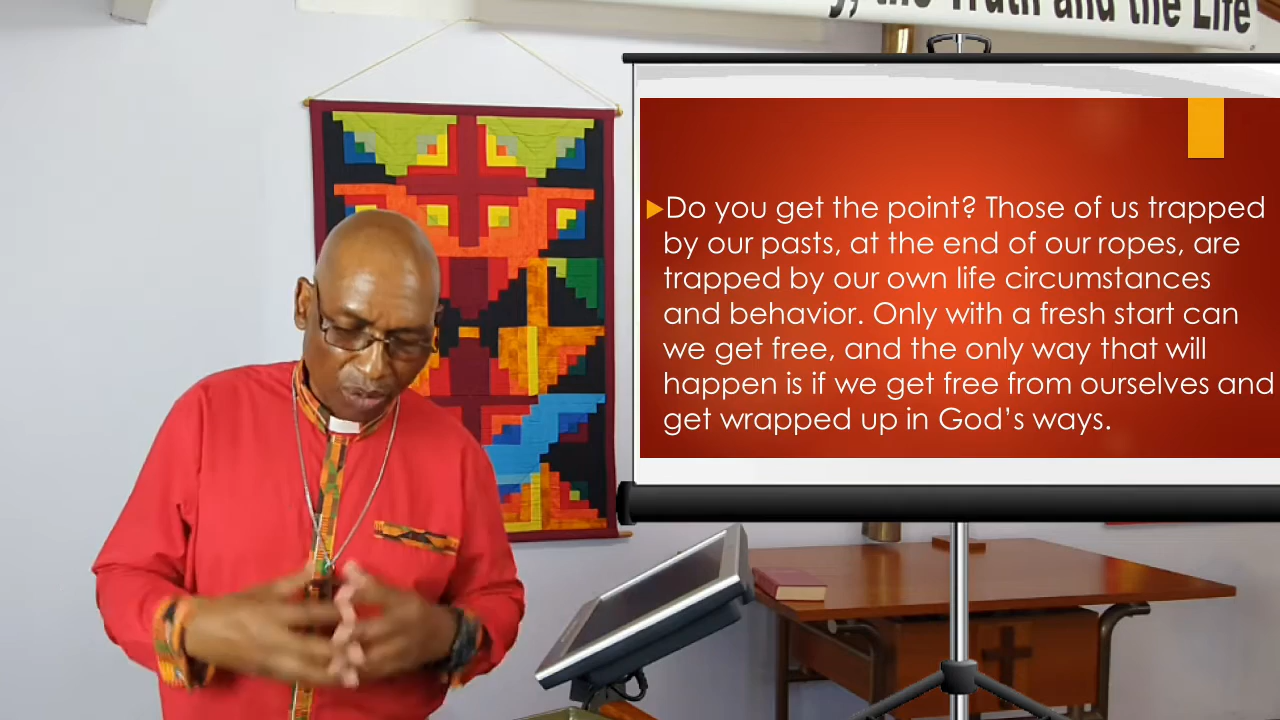 the Truth and the Life
Do you get the point? Those of us trapped
by our pasts, at the end of our ropes, are
trapped by our own life circumstances
and behavior. Only with a fresh start can
we get free, and the only way that will
happen is if we get free from ourselves and
get wrapped up in God's ways.